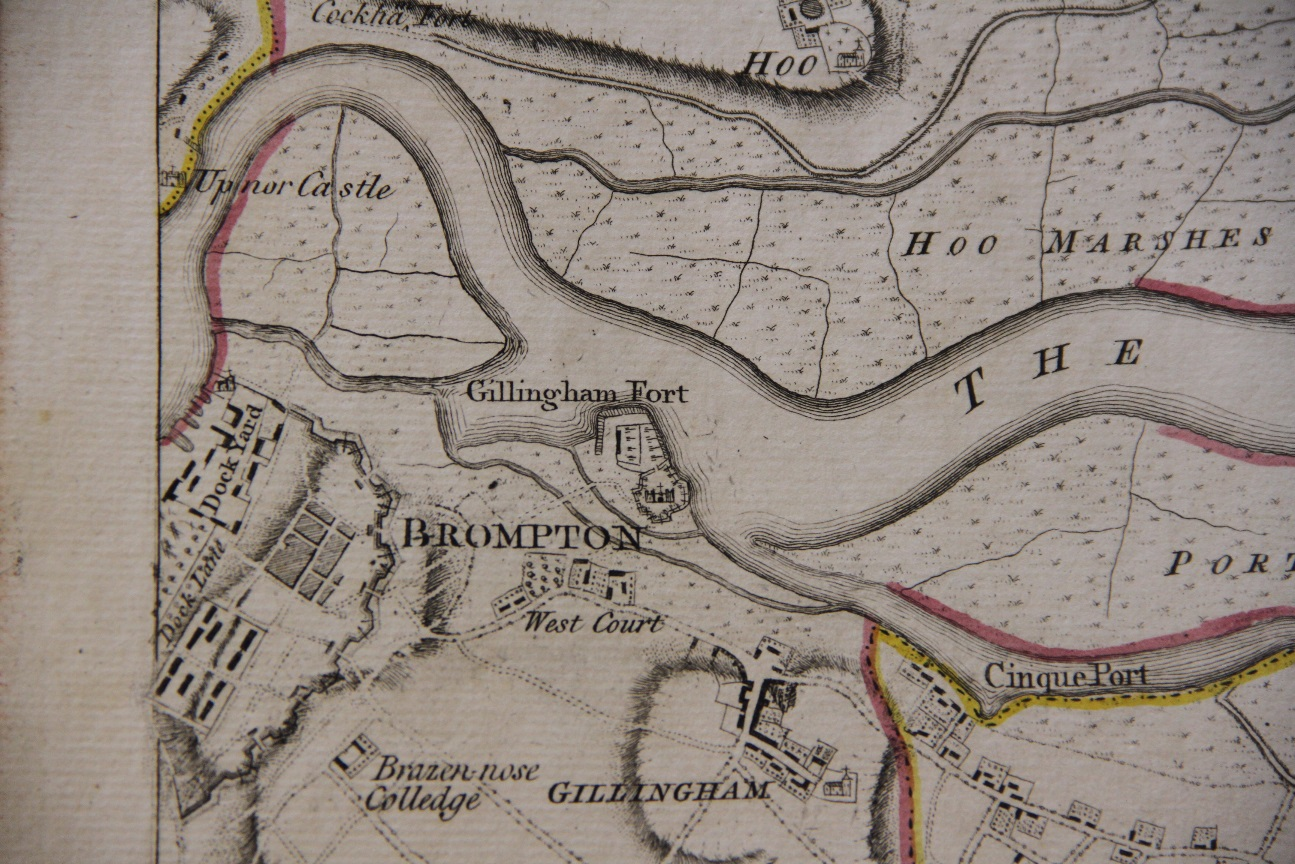 Cockha Fort
HOO
Upnor Castle
HOO MARSHES
THE
Gillingham Fort
Dock Yard
BROMPTON
PORT
Dock Line
West Court
Cinque Port
Brazen-nose
Colledge
GILLINGHAM